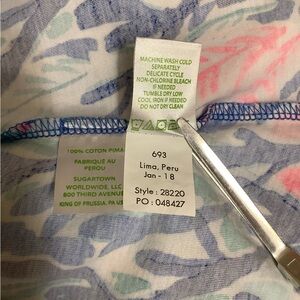 MACHINE WASH COLD
SEPARATELY
DELICATE CYCLE
NON-CHLORINE BLEACH
IF NEEDED
TUMBLE DRY LOW
COOL IRON IF NEEDED
DO NOT DRY CLEAN
100% COTON PIMA
FABRIQUÉ AU
PEROU
SUGARTOWN
WORLDWIDE, LLC
800 THIRD AVENUE
KING OF PRUSSIA, PA US
693
Lima, Peru
Jan - 18
Style : 28220
PO : 048427